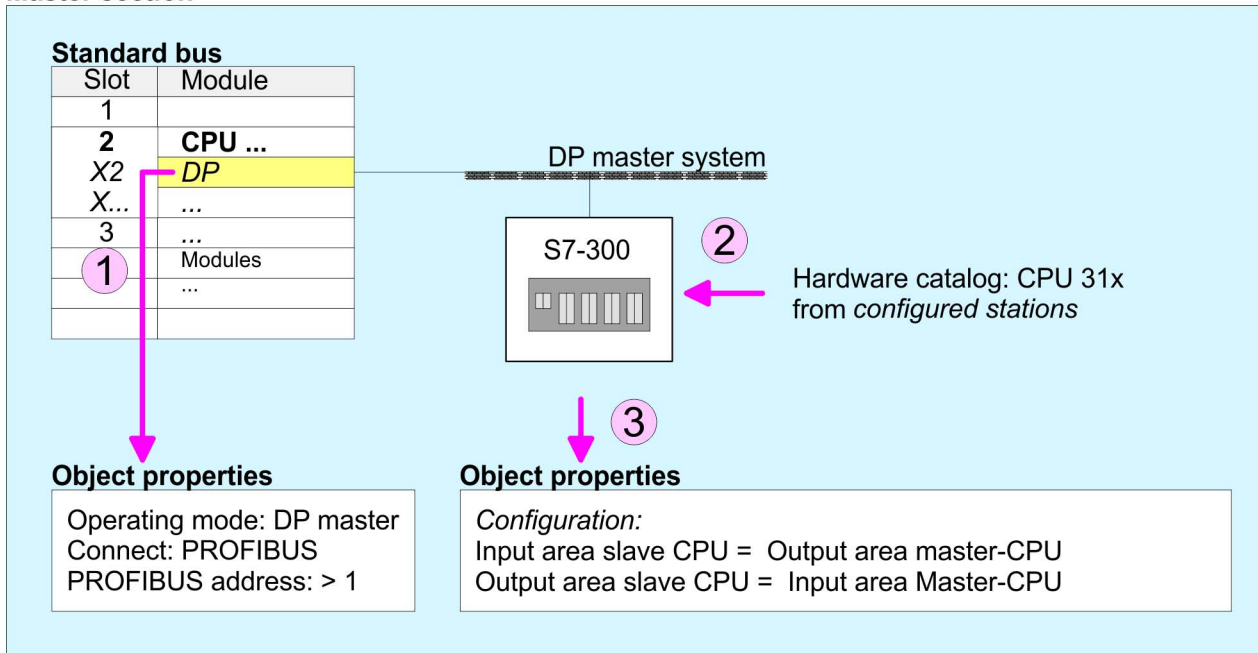 Standard bus
Slot Module
1
2 CPU ...
X2 DP
X... ...
3 ...
Modules
...
1
DP master system
S7-300
2
Hardware catalog: CPU 31x
from configured stations
3
Object properties
Operating mode: DP master
Connect: PROFIBUS
PROFIBUS address: > 1
Object properties
Configuration:
Input area slave CPU = Output area master-CPU
Output area slave CPU = Input area Master-CPU